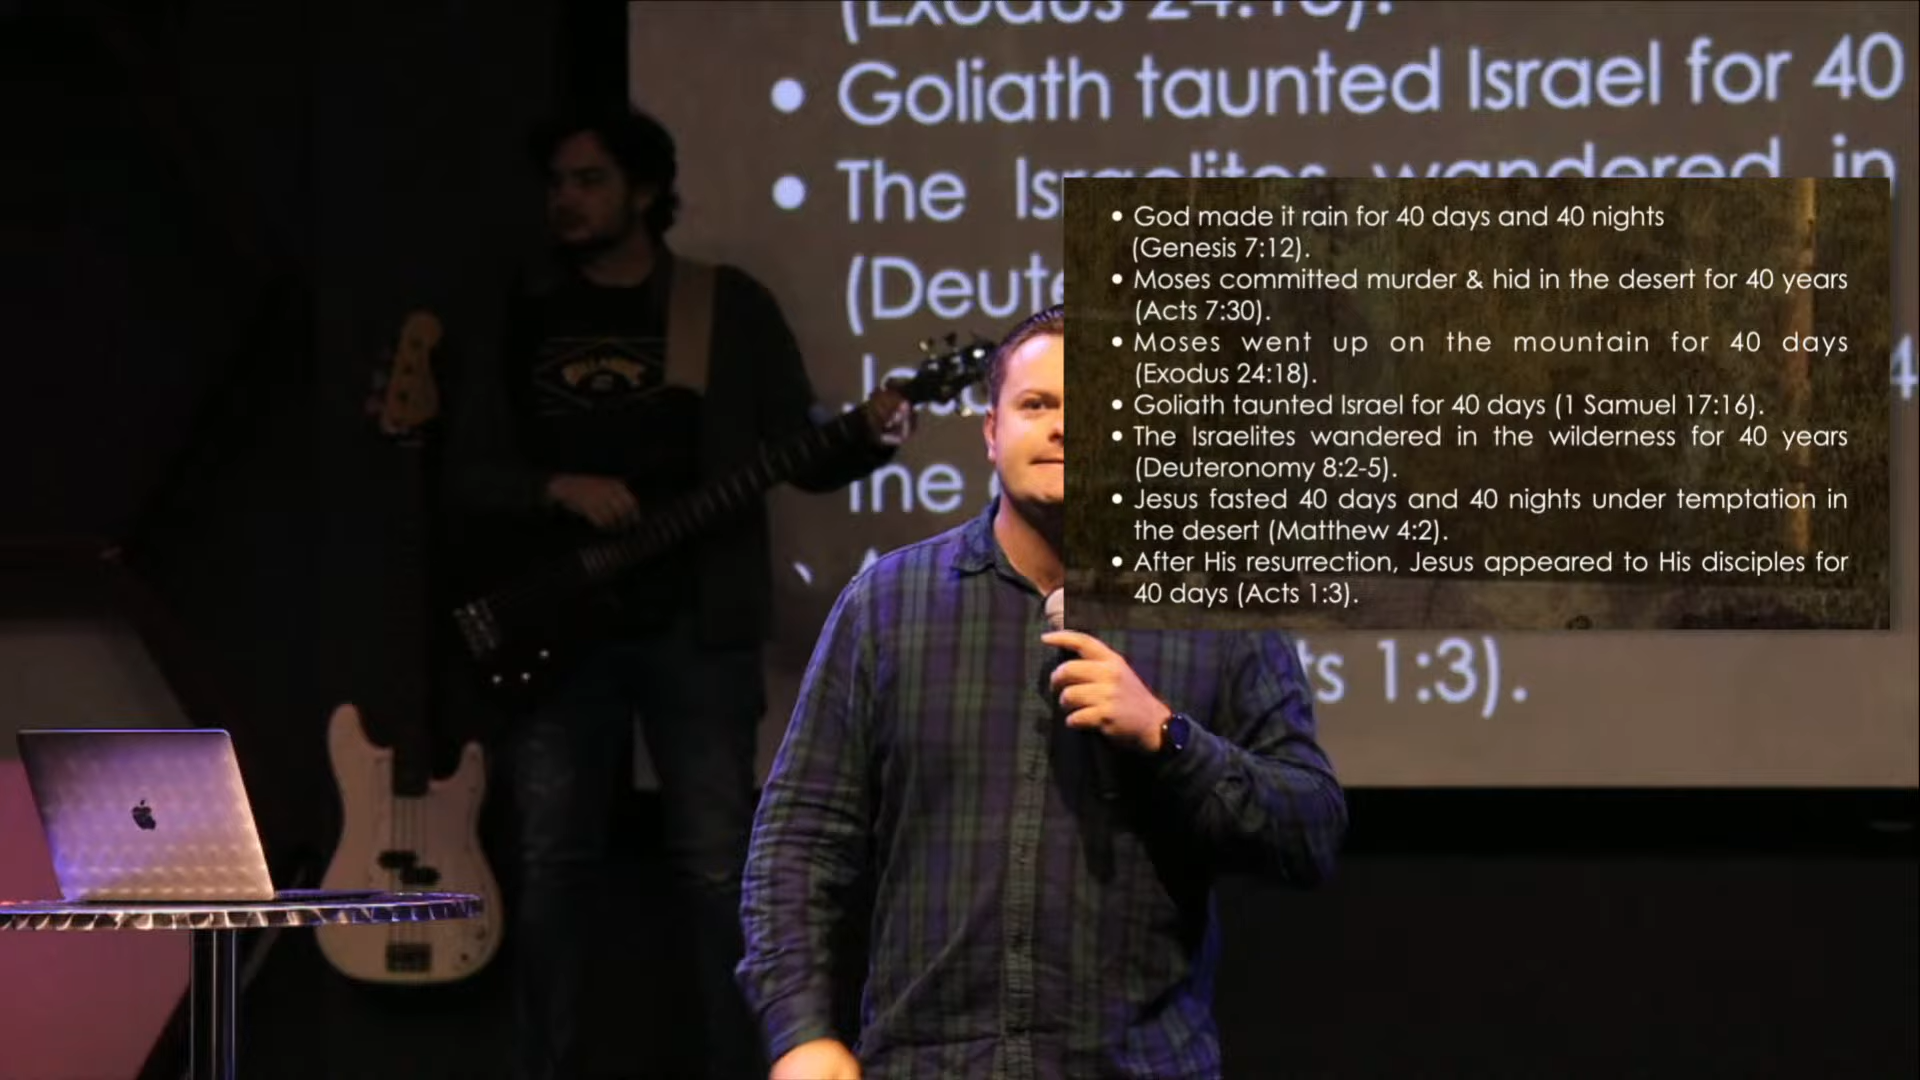 (Exodus 24:18).
• Goliath taunted Israel for 40
• The Israelites wandered in
(Deute
the
ts 1:3).
• God made it rain for 40 days and 40 nights
(Genesis 7:12).
• Moses committed murder & hid in the desert for 40 years
(Acts 7:30).
• Moses went up on the mountain for 40 days
(Exodus 24:18).
• Goliath taunted Israel for 40 days (1 Samuel 17:16).
• The Israelites wandered in the wilderness for 40 years
(Deuteronomy 8:2-5).
• Jesus fasted 40 days and 40 nights under temptation in
the desert (Matthew 4:2).
• After His resurrection, Jesus appeared to His disciples for
40 days (Acts 1:3).